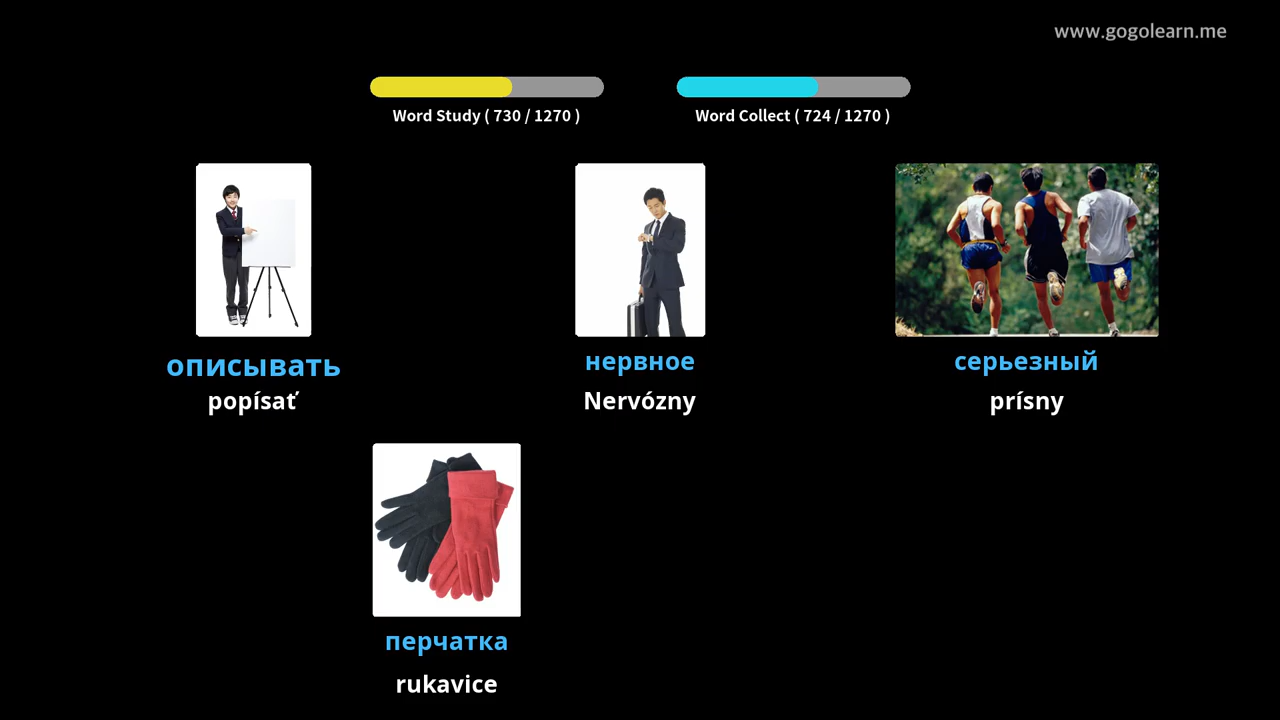 www.gogolearn.me
Word Study ( 730 / 1270 )
Word Collect ( 724 / 1270 )
описывать
popísať
нервное
Nervózny
серьезный
prísny
перчатка
rukavice